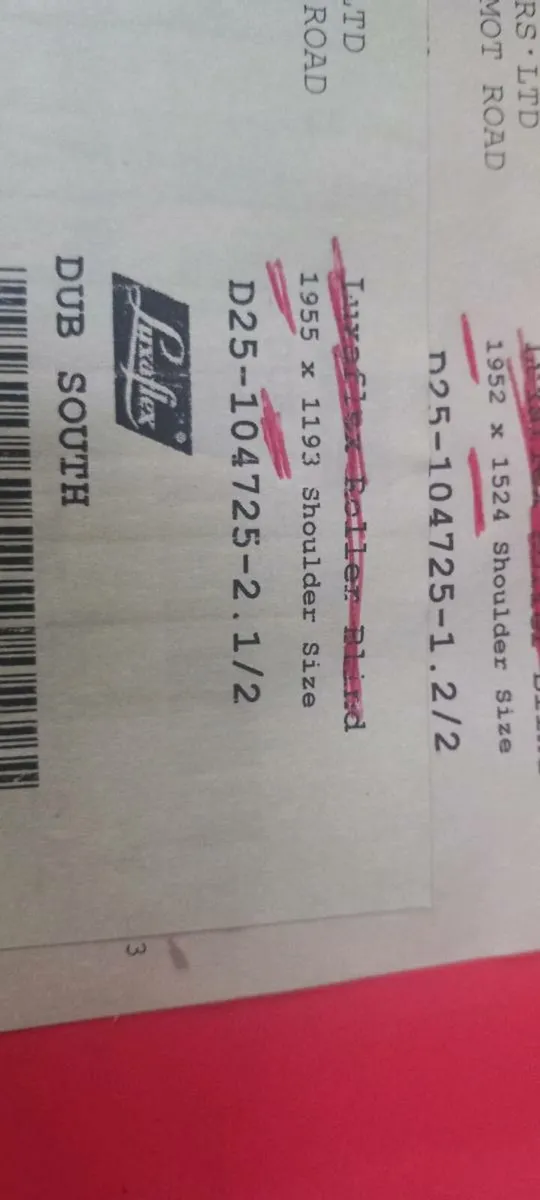 RS·LTD
MOT ROAD
1952 x 1524 Shoulder Size
D25-104725-1.2/2
LTD
ROAD
Luxaflex Roller Blind
1955 x 1193 Shoulder Size
D25-104725-2.1/2
Luxaflex®
DUB SOUTH
3